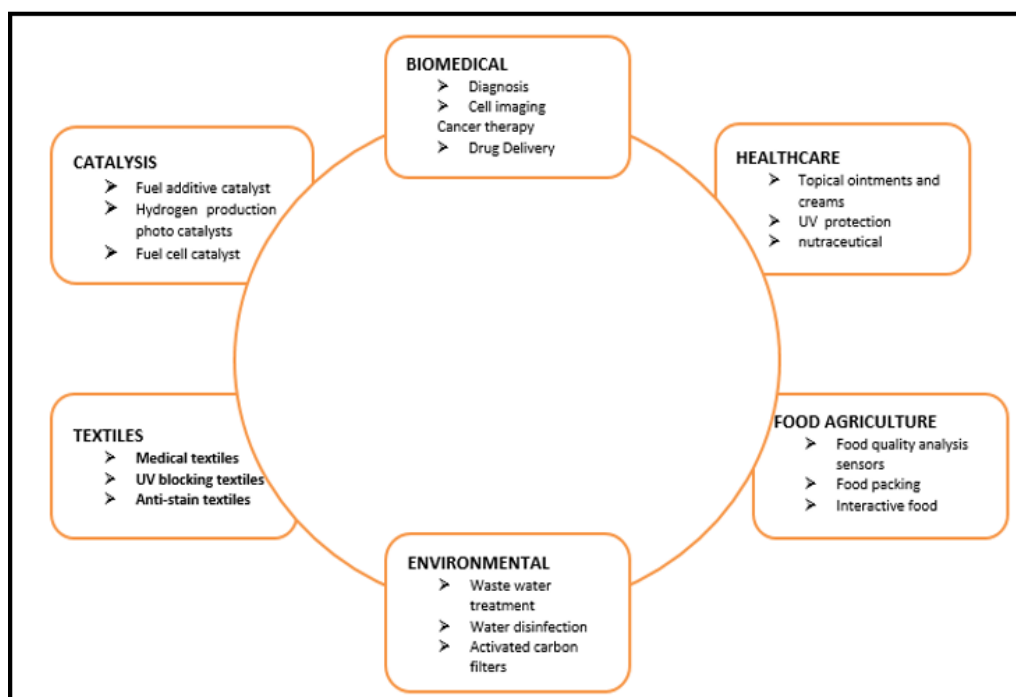 BIOMEDICAL
➢ Diagnosis
➢ Cell imaging
Cancer therapy
➢ Drug Delivery
CATALYSIS
➢ Fuel additive catalyst
➢ Hydrogen production
photo catalysts
➢ Fuel cell catalyst
HEALTHCARE
➢ Topical ointments and
creams
➢ UV protection
➢ nutraceutical
TEXTILES
➢ Medical textiles
➢ UV blocking textiles
➢ Anti-stain textiles
FOOD AGRICULTURE
➢ Food quality analysis
sensors
➢ Food packing
➢ Interactive food
ENVIRONMENTAL
➢ Waste water
treatment
➢ Water disinfection
➢ Activated carbon
filters